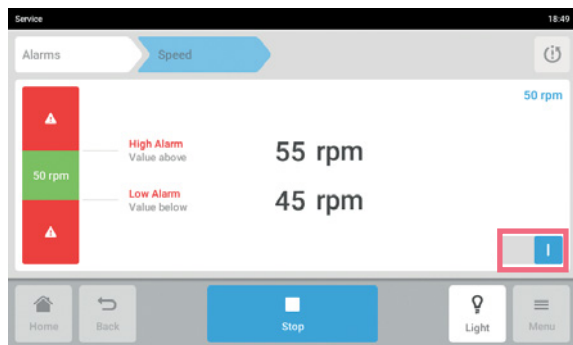 Service 18:49
Alarms Speed
50 rpm
High Alarm
Value above 55 rpm
50 rpm
Low Alarm
Value below 45 rpm
I
Home Back Stop Light Menu